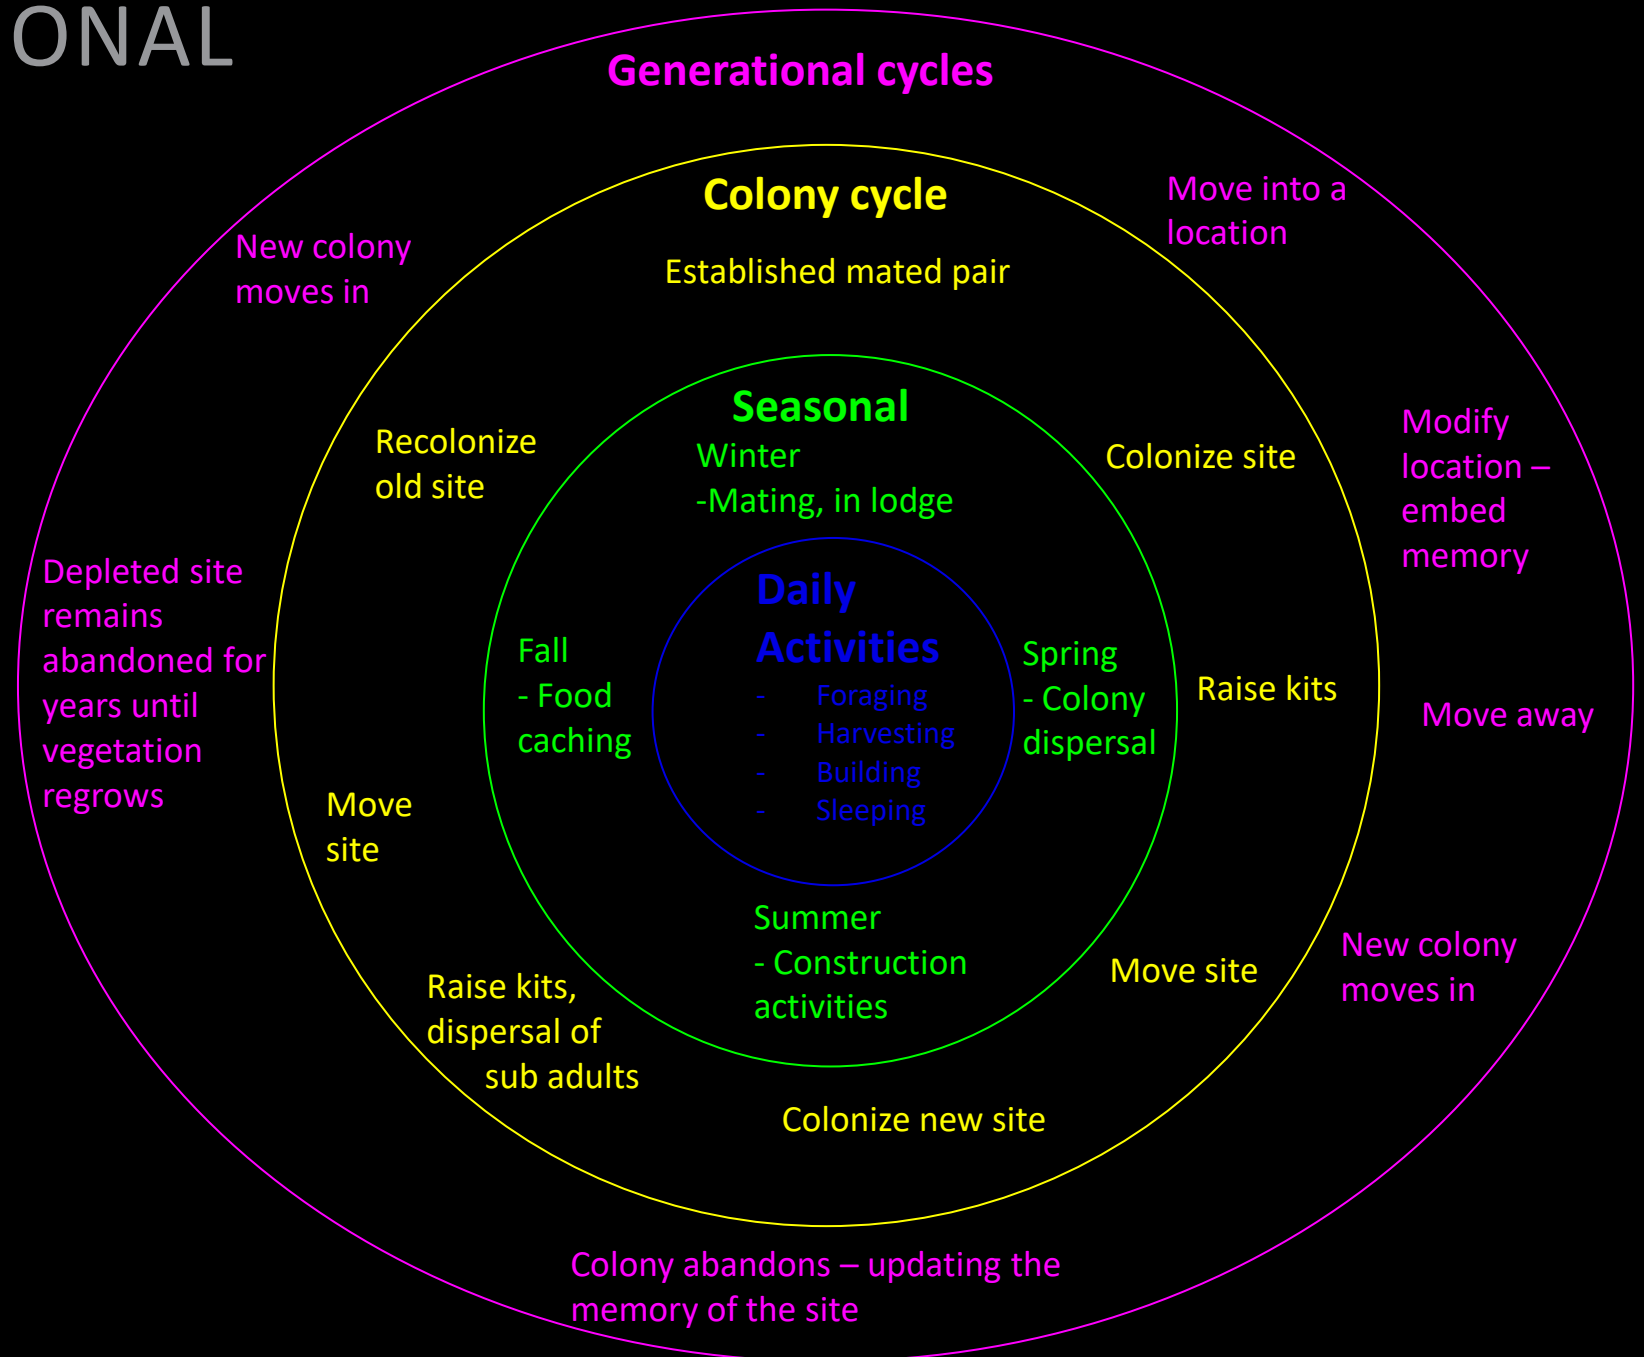 ONAL
Generational cycles
Move into a
location
Modify
location –
embed
memory
Move away
New colony
moves in
Colony abandons – updating the
memory of the site
Depleted site
remains
abandoned for
years until
vegetation
regrows
New colony
moves in
Colony cycle
Established mated pair
Colonize site
Raise kits
Move site
Colonize new site
Raise kits,
dispersal of
sub adults
Move
site
Recolonize
old site
Seasonal
Winter
-Mating, in lodge
Spring
- Colony
dispersal
Summer
- Construction
activities
Fall
- Food
caching
Daily
Activities
- Foraging
- Harvesting
- Building
- Sleeping